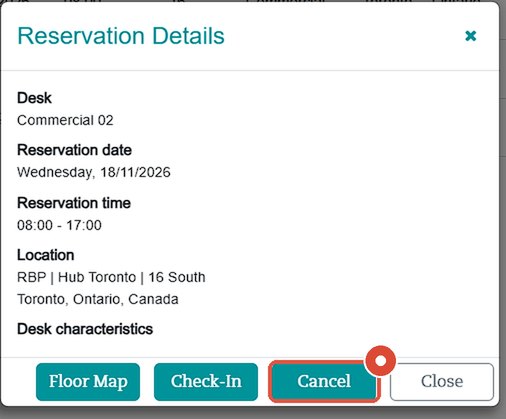 Reservation Details
Desk
Commercial 02
Reservation date
Wednesday, 18/11/2026
Reservation time
08:00 - 17:00
Location
RBP | Hub Toronto | 16 South
Toronto, Ontario, Canada
Desk characteristics
Floor Map Check-In Cancel Close